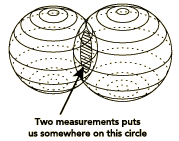 Two measurements puts
us somewhere on this circle